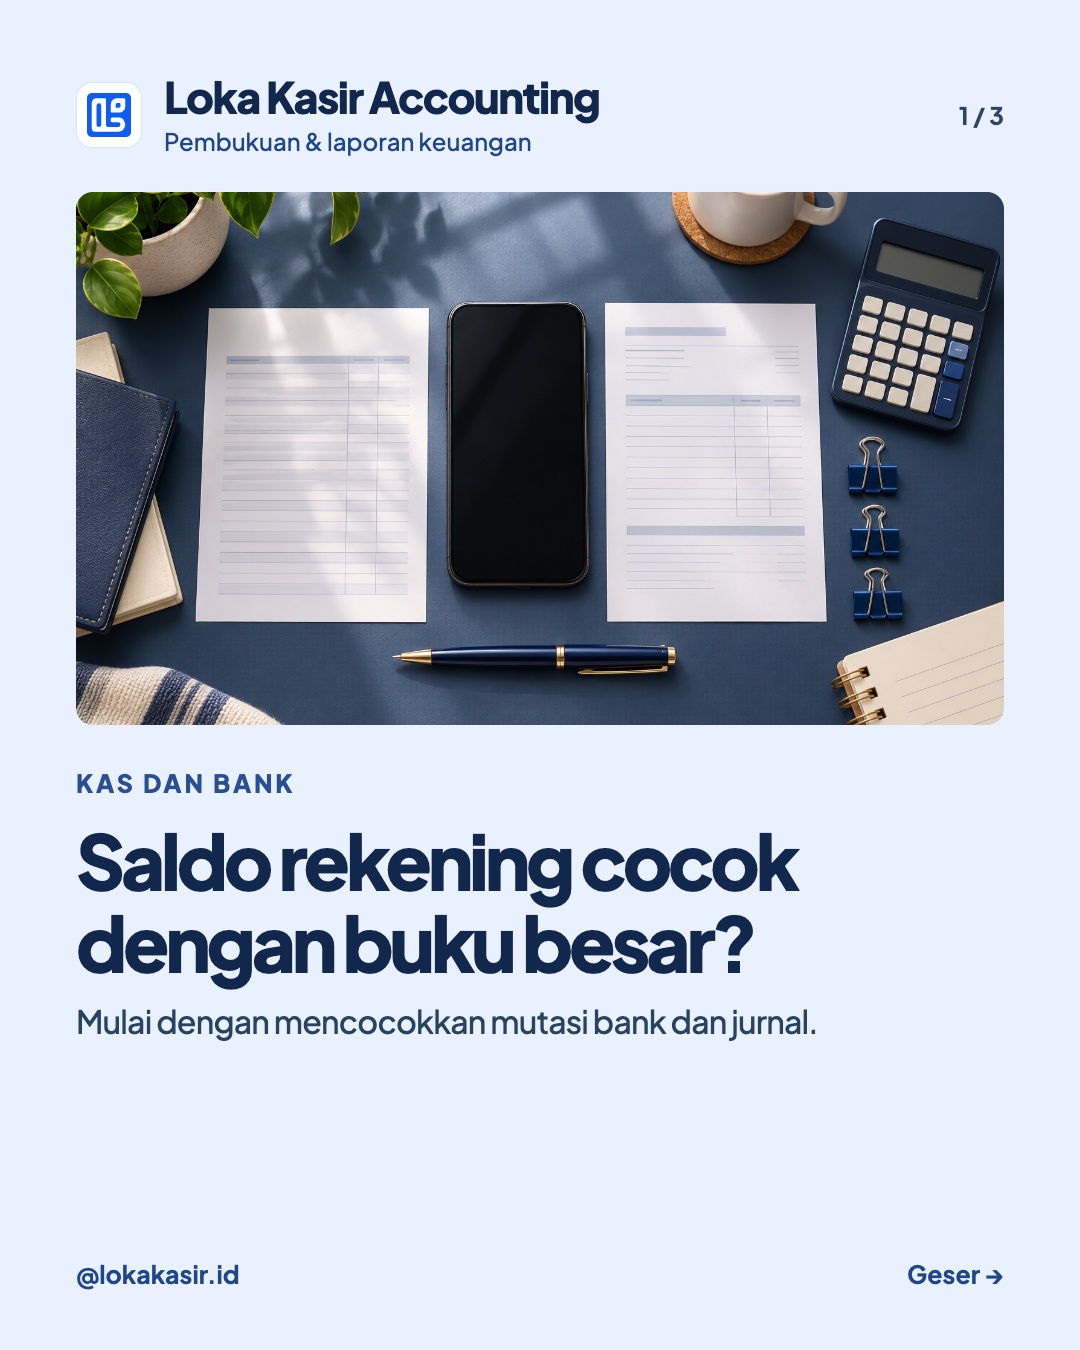 Loka Kasir Accounting
Pembukuan & laporan keuangan
1 / 3
KAS DAN BANK
Saldo rekening cocok
dengan buku besar?
Mulai dengan mencocokkan mutasi bank dan jurnal.
@lokakasir.id
Geser →